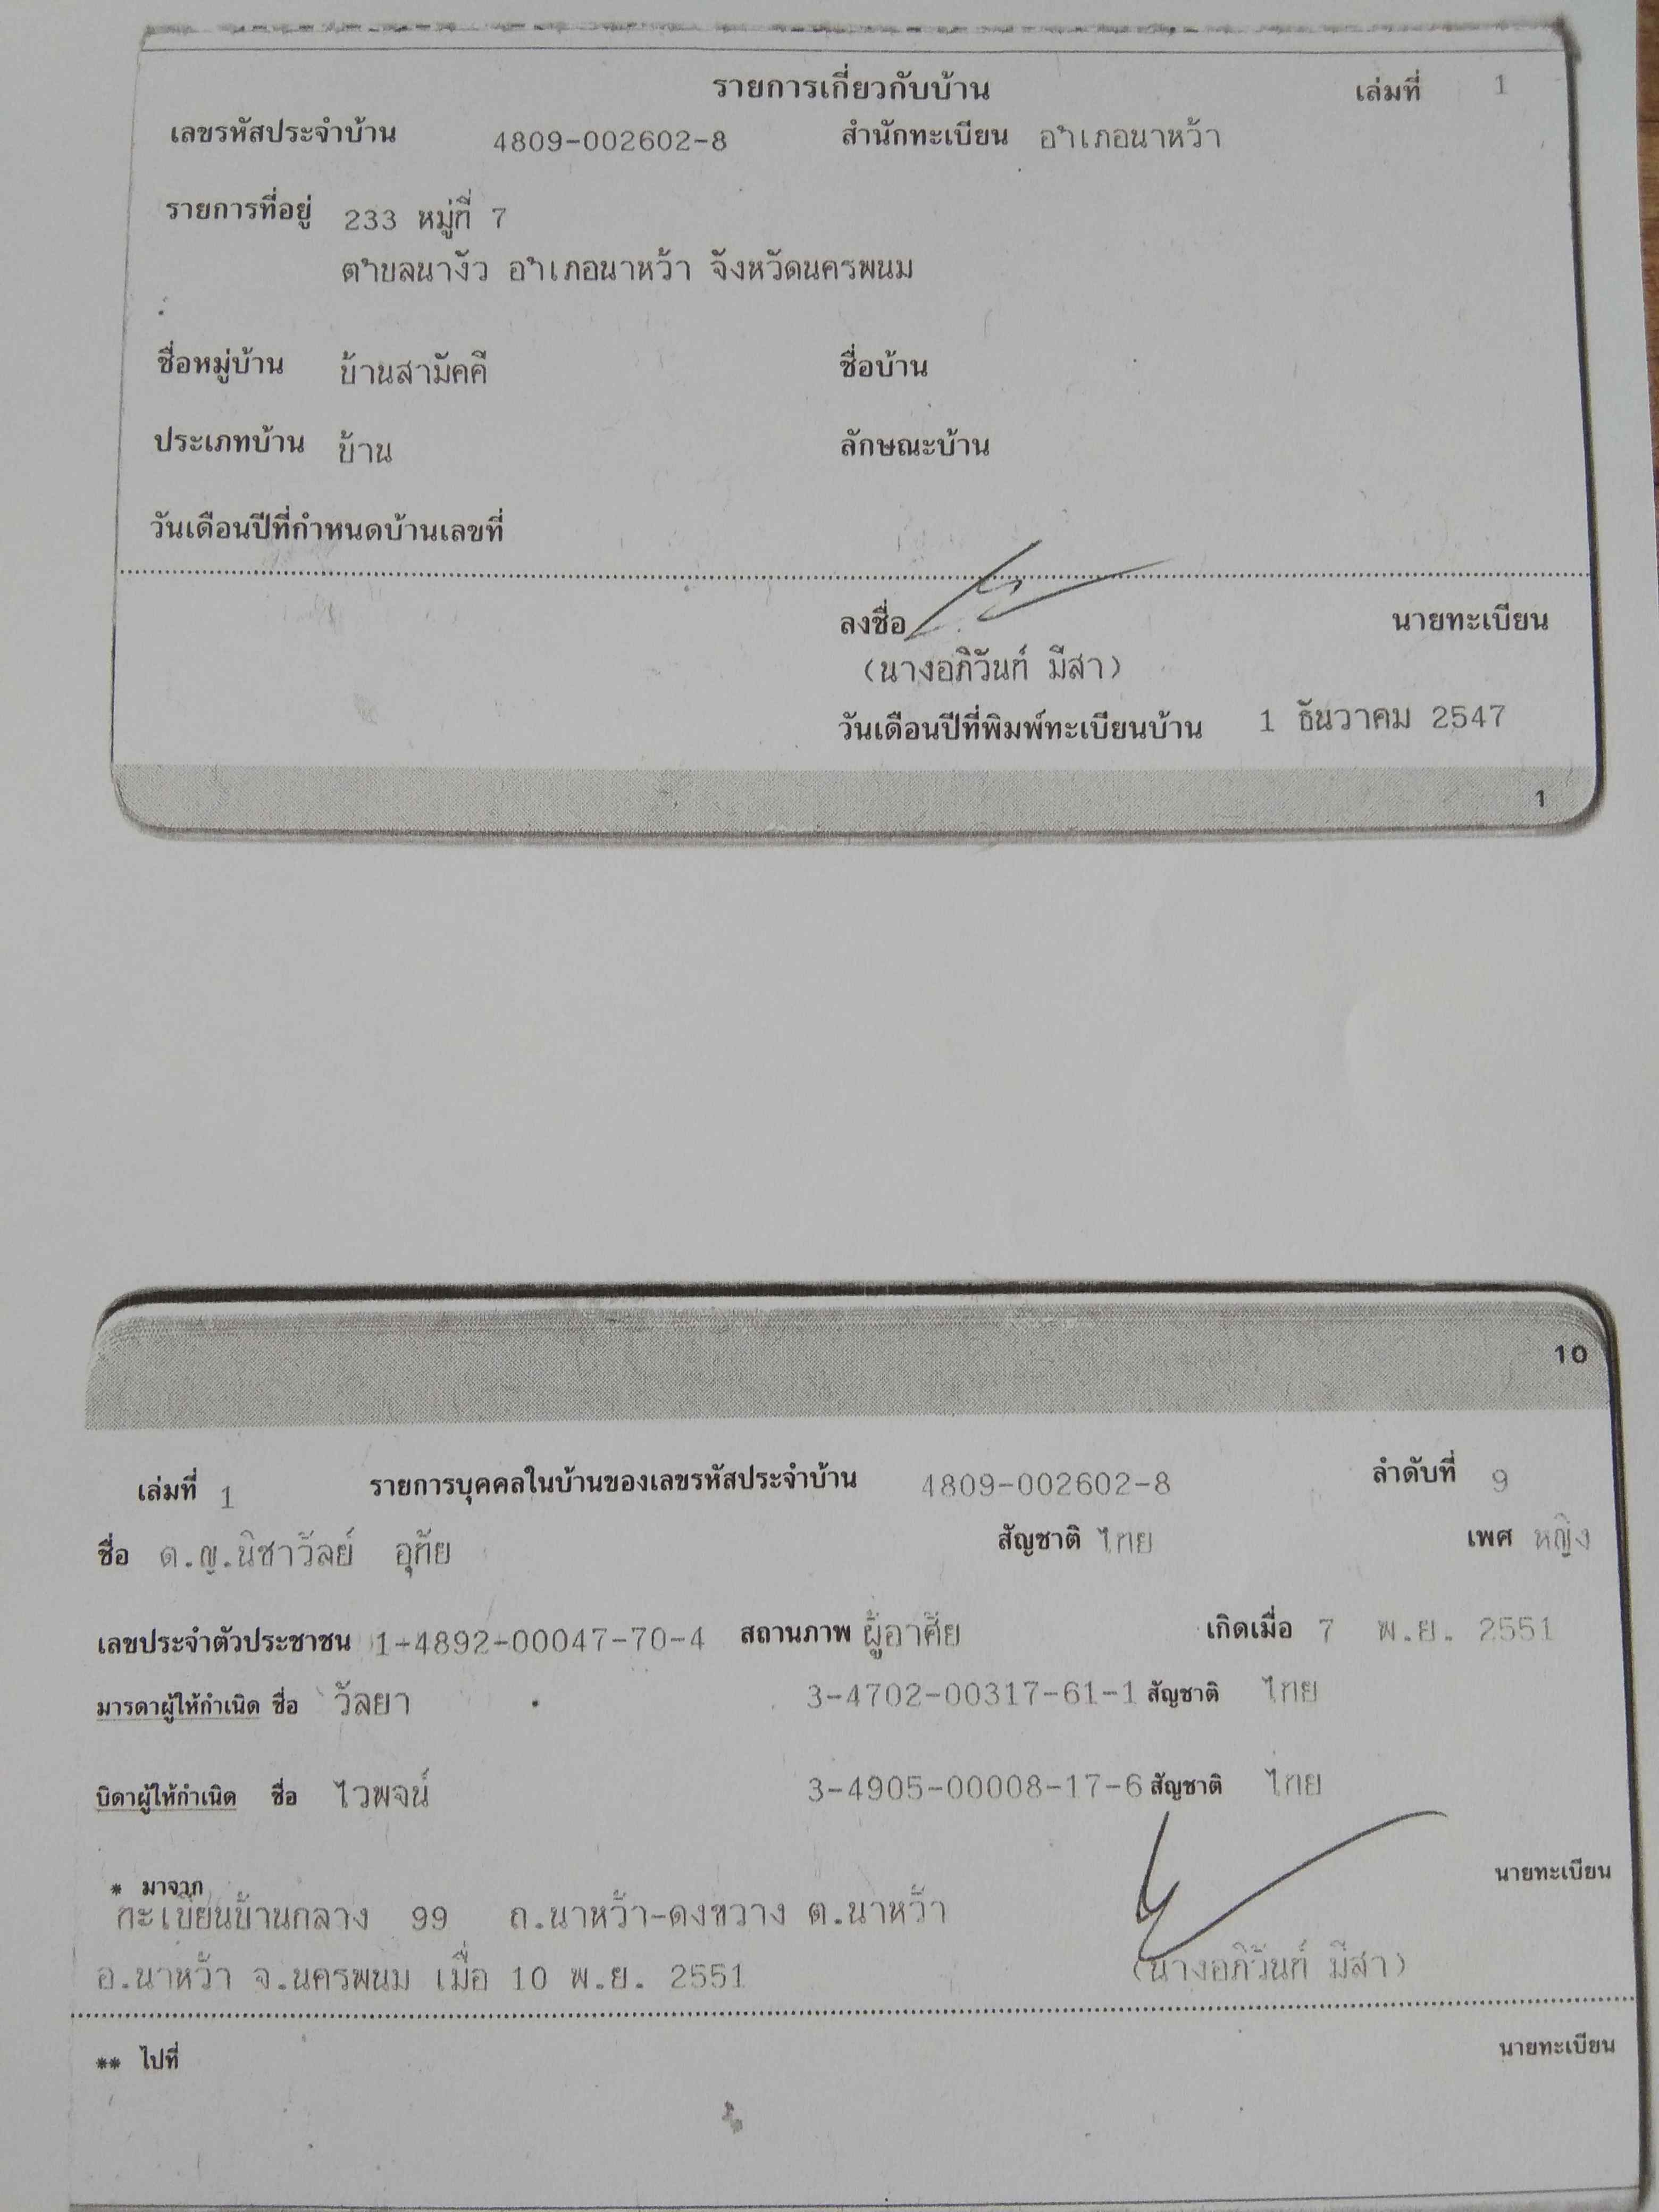 รายการเกี่ยวกับบ้าน เล่มที่ 1
เลขรหัสประจำบ้าน 4809-002602-8 สำนักทะเบียน อำเภอนาหว้า
รายการที่อยู่ 233 หมู่ที่ 7
ตำบลนางัว อำเภอนาหว้า จังหวัดนครพนม
ชื่อหมู่บ้าน บ้านสามัคคี ชื่อบ้าน
ประเภทบ้าน บ้าน ลักษณะบ้าน
วันเดือนปีที่กำหนดบ้านเลขที่
ลงชื่อ นายทะเบียน
(นางอภิวันท์ มีสา)
วันเดือนปีที่พิมพ์ทะเบียนบ้าน 1 ธันวาคม 2547
1
10
เล่มที่ 1 รายการบุคคลในบ้านของเลขรหัสประจำบ้าน 4809-002602-8 ลำดับที่ 9
ชื่อ ด.ญ.นิชาวัลย์ อุทัย สัญชาติ ไทย เพศ หญิง
เลขประจำตัวประชาชน 1-4892-00047-70-4 สถานภาพ ผู้อาศัย เกิดเมื่อ 7 พ.ย. 2551
มารดาผู้ให้กำเนิด ชื่อ วัลยา 3-4702-00317-61-1 สัญชาติ ไทย
บิดาผู้ให้กำเนิด ชื่อ ไวพจน์ 3-4905-00008-17-6 สัญชาติ ไทย
* มาจาก นายทะเบียน
ทะเบียนบ้านกลาง 99 ถ.นาหว้า-ดงขวาง ต.นาหว้า
อ.นาหว้า จ.นครพนม เมื่อ 10 พ.ย. 2551 (นางอภิวันท์ มีสา)
** ไปที่ นายทะเบียน